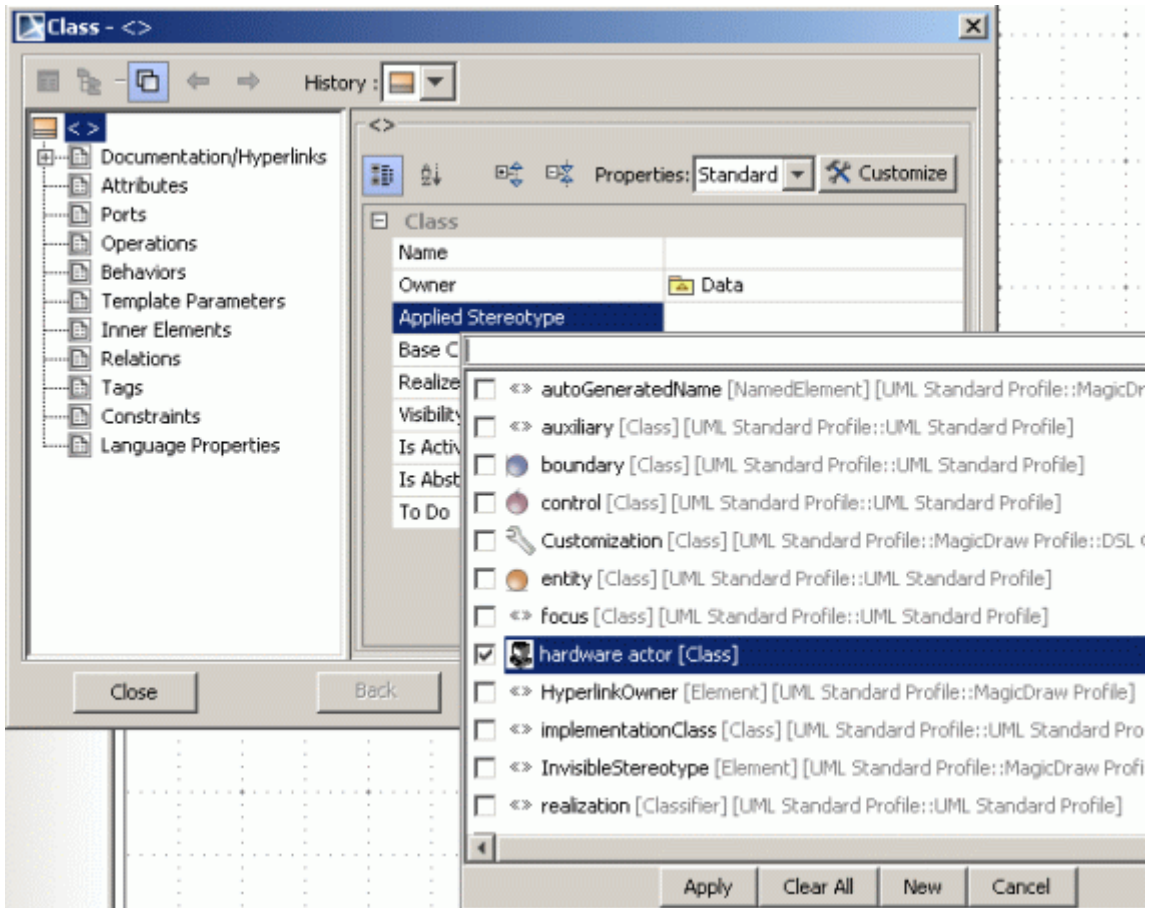 Class - <>
History :
<>
Documentation/Hyperlinks
Attributes
Ports
Operations
Behaviors
Template Parameters
Inner Elements
Relations
Tags
Constraints
Language Properties
<>
Properties: Standard Customize
Class
Name
Owner Data
Applied Stereotype
Base C
Realize
Visibility
Is Activ
Is Abst
To Do
«» autoGeneratedName [NamedElement] [UML Standard Profile::MagicDr
«» auxiliary [Class] [UML Standard Profile::UML Standard Profile]
boundary [Class] [UML Standard Profile::UML Standard Profile]
control [Class] [UML Standard Profile::UML Standard Profile]
Customization [Class] [UML Standard Profile::MagicDraw Profile::DSL
entity [Class] [UML Standard Profile::UML Standard Profile]
«» focus [Class] [UML Standard Profile::UML Standard Profile]
hardware actor [Class]
«» HyperlinkOwner [Element] [UML Standard Profile::MagicDraw Profile]
«» implementationClass [Class] [UML Standard Profile::UML Standard Pro
«» InvisibleStereotype [Element] [UML Standard Profile::MagicDraw Profi
«» realization [Classifier] [UML Standard Profile::UML Standard Profile]
Close Back
Apply Clear All New Cancel